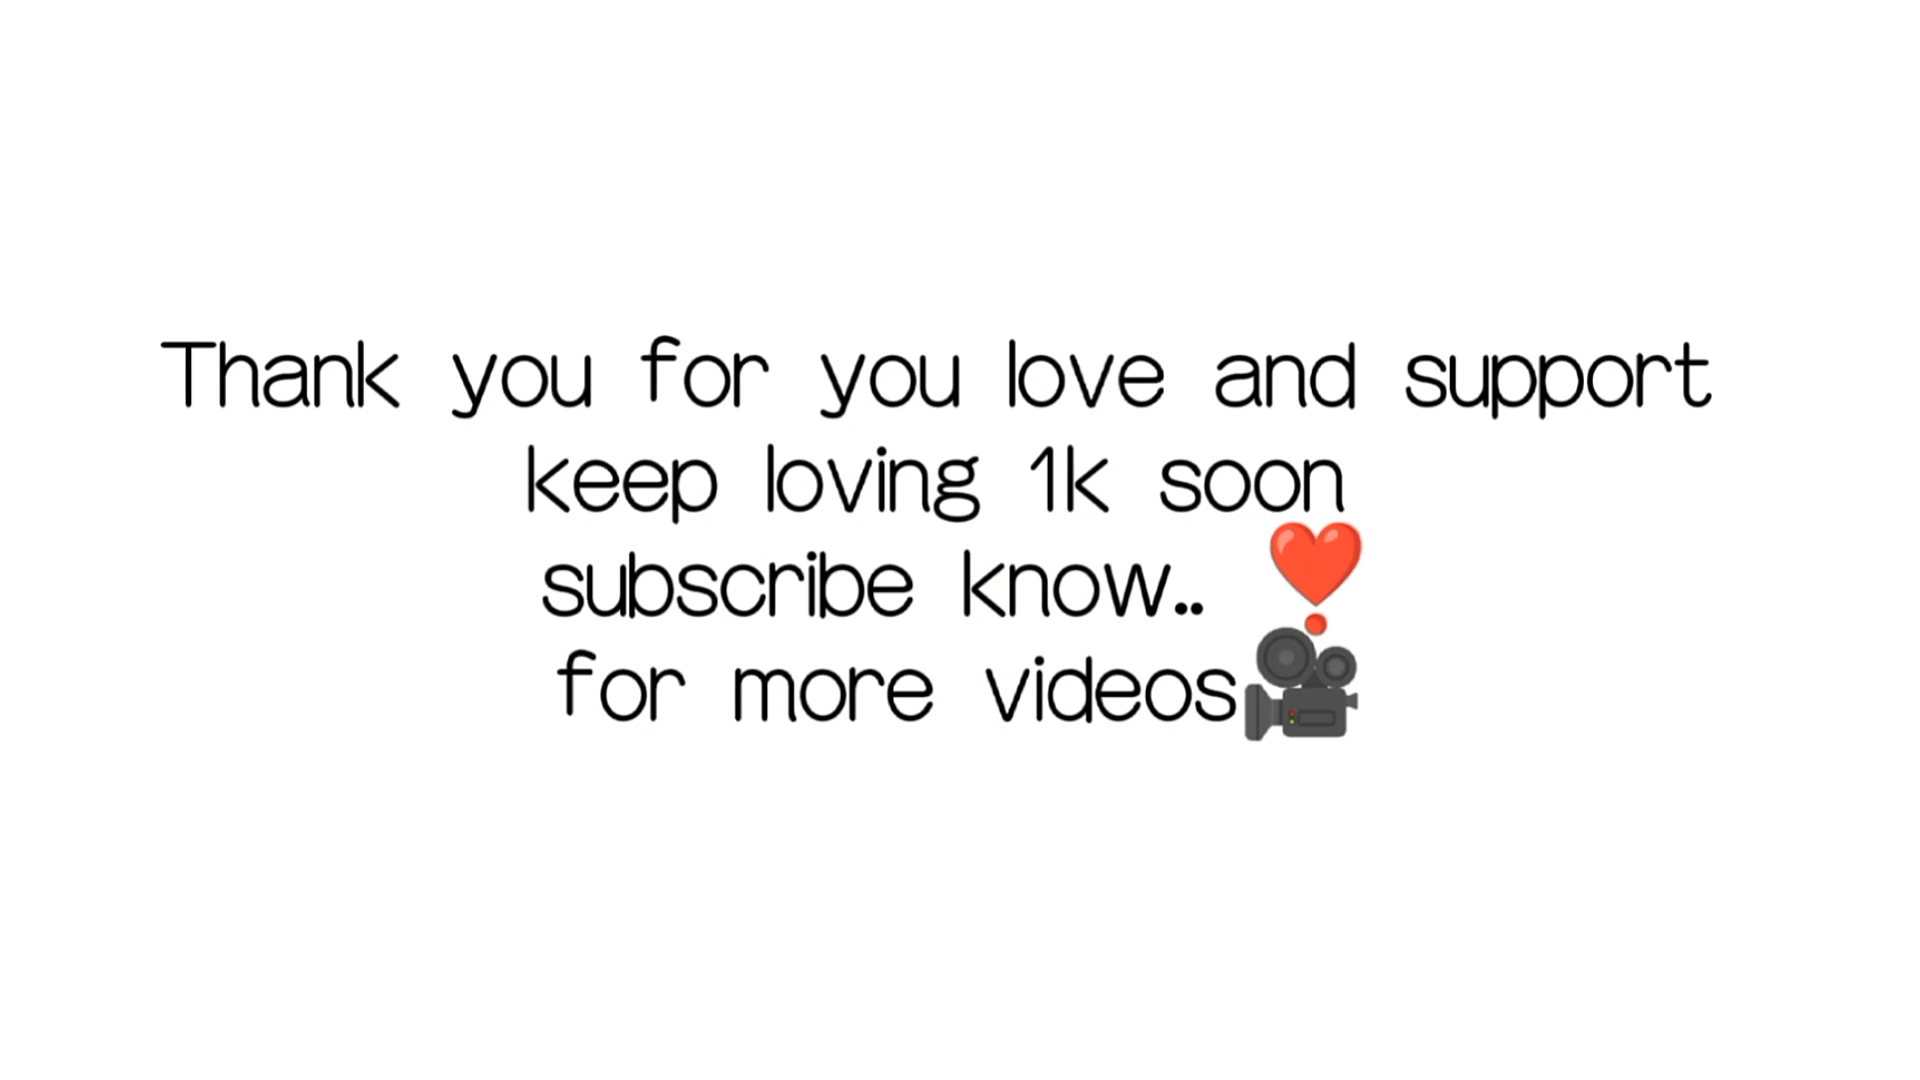 Thank you for you love and support
keep loving 1k soon
subscribe know.. ❣️
for more videos🎥